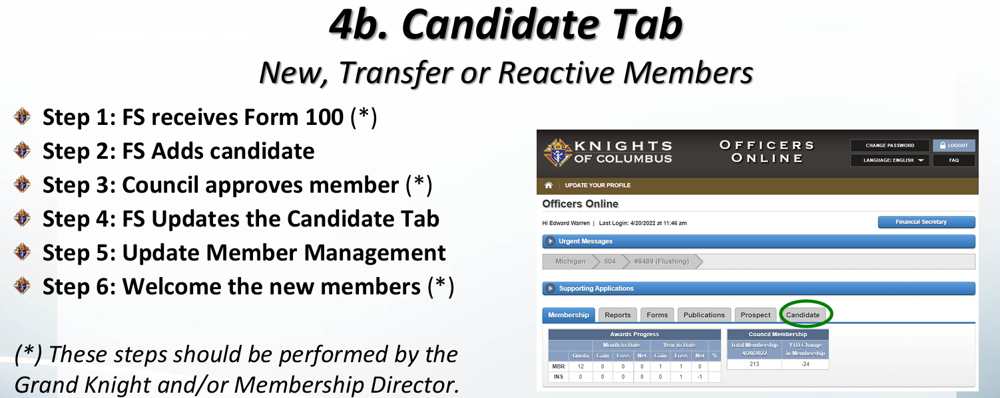 4b. Candidate Tab
New, Transfer or Reactive Members
Step 1: FS receives Form 100 (*)
Step 2: FS Adds candidate
Step 3: Council approves member (*)
Step 4: FS Updates the Candidate Tab
Step 5: Update Member Management
Step 6: Welcome the new members (*)
(*) These steps should be performed by the
Grand Knight and/or Membership Director.
K OF C
KNIGHTS
OF COLUMBUS
OFFICERS
ONLINE
CHANGE PASSWORD
LOGOUT
LANGUAGE: ENGLISH
FAQ
UPDATE YOUR PROFILE
Officers Online
Hi Edward Warren | Last Login: 4/20/2022 at 11:46 am
Financial Secretary
Urgent Messages
Michigan 504 #8489 (Flushing)
Supporting Applications
Membership Reports Forms Publications Prospect Candidate
Awards Progress
Month to Date Year to Date
Quota Gain Loss Net Gain Loss Net %
MBR 12 0 0 0 1 1 0
INS 0 0 0 0 0 1 -1
Council Membership
Total Membership YTD Change
4/20/2022 in Membership
213 -24